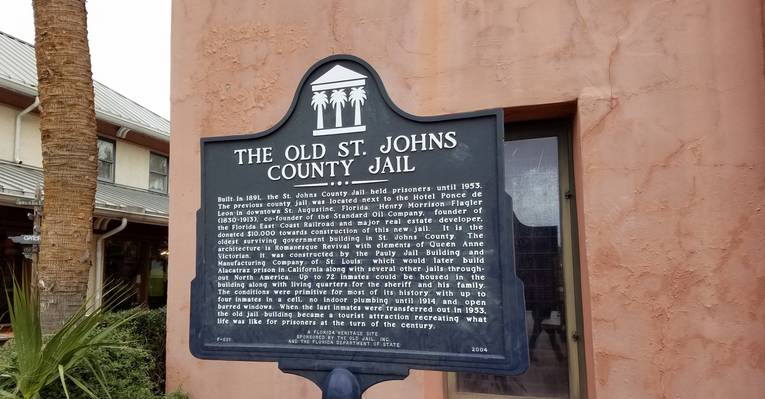 THE OLD ST. JOHNS
COUNTY JAIL
Built in 1891, the St. Johns County Jail held prisoners until 1953.
The previous county jail was located next to the Hotel Ponce de
Leon in downtown St. Augustine, Florida. Henry Morrison Flagler
(1830-1913), co-founder of the Standard Oil Company, founder of
the Florida East Coast Railroad and major real estate developer,
donated $10,000 towards construction of this new jail. It is the
oldest surviving government building in St. Johns County. The
architecture is Romanesque Revival with elements of Queen Anne
Victorian. It was constructed by the Pauly Jail Building and
Manufacturing Company of St. Louis, which would later build
Alacatraz prison in California along with several other jails through-
out North America. Up to 72 inmates could be housed in the
building along with living quarters for the sheriff and his family.
The conditions were primitive for most of its history, with up to
four inmates in a cell, no indoor plumbing until 1914, and open
barred windows. When the last inmates were transferred out in 1953,
the old jail building became a tourist attraction recreating what
life was like for prisoners at the turn of the century.
A FLORIDA HERITAGE SITE
SPONSORED BY THE OLD JAIL, INC.
AND THE FLORIDA DEPARTMENT OF STATE
2004